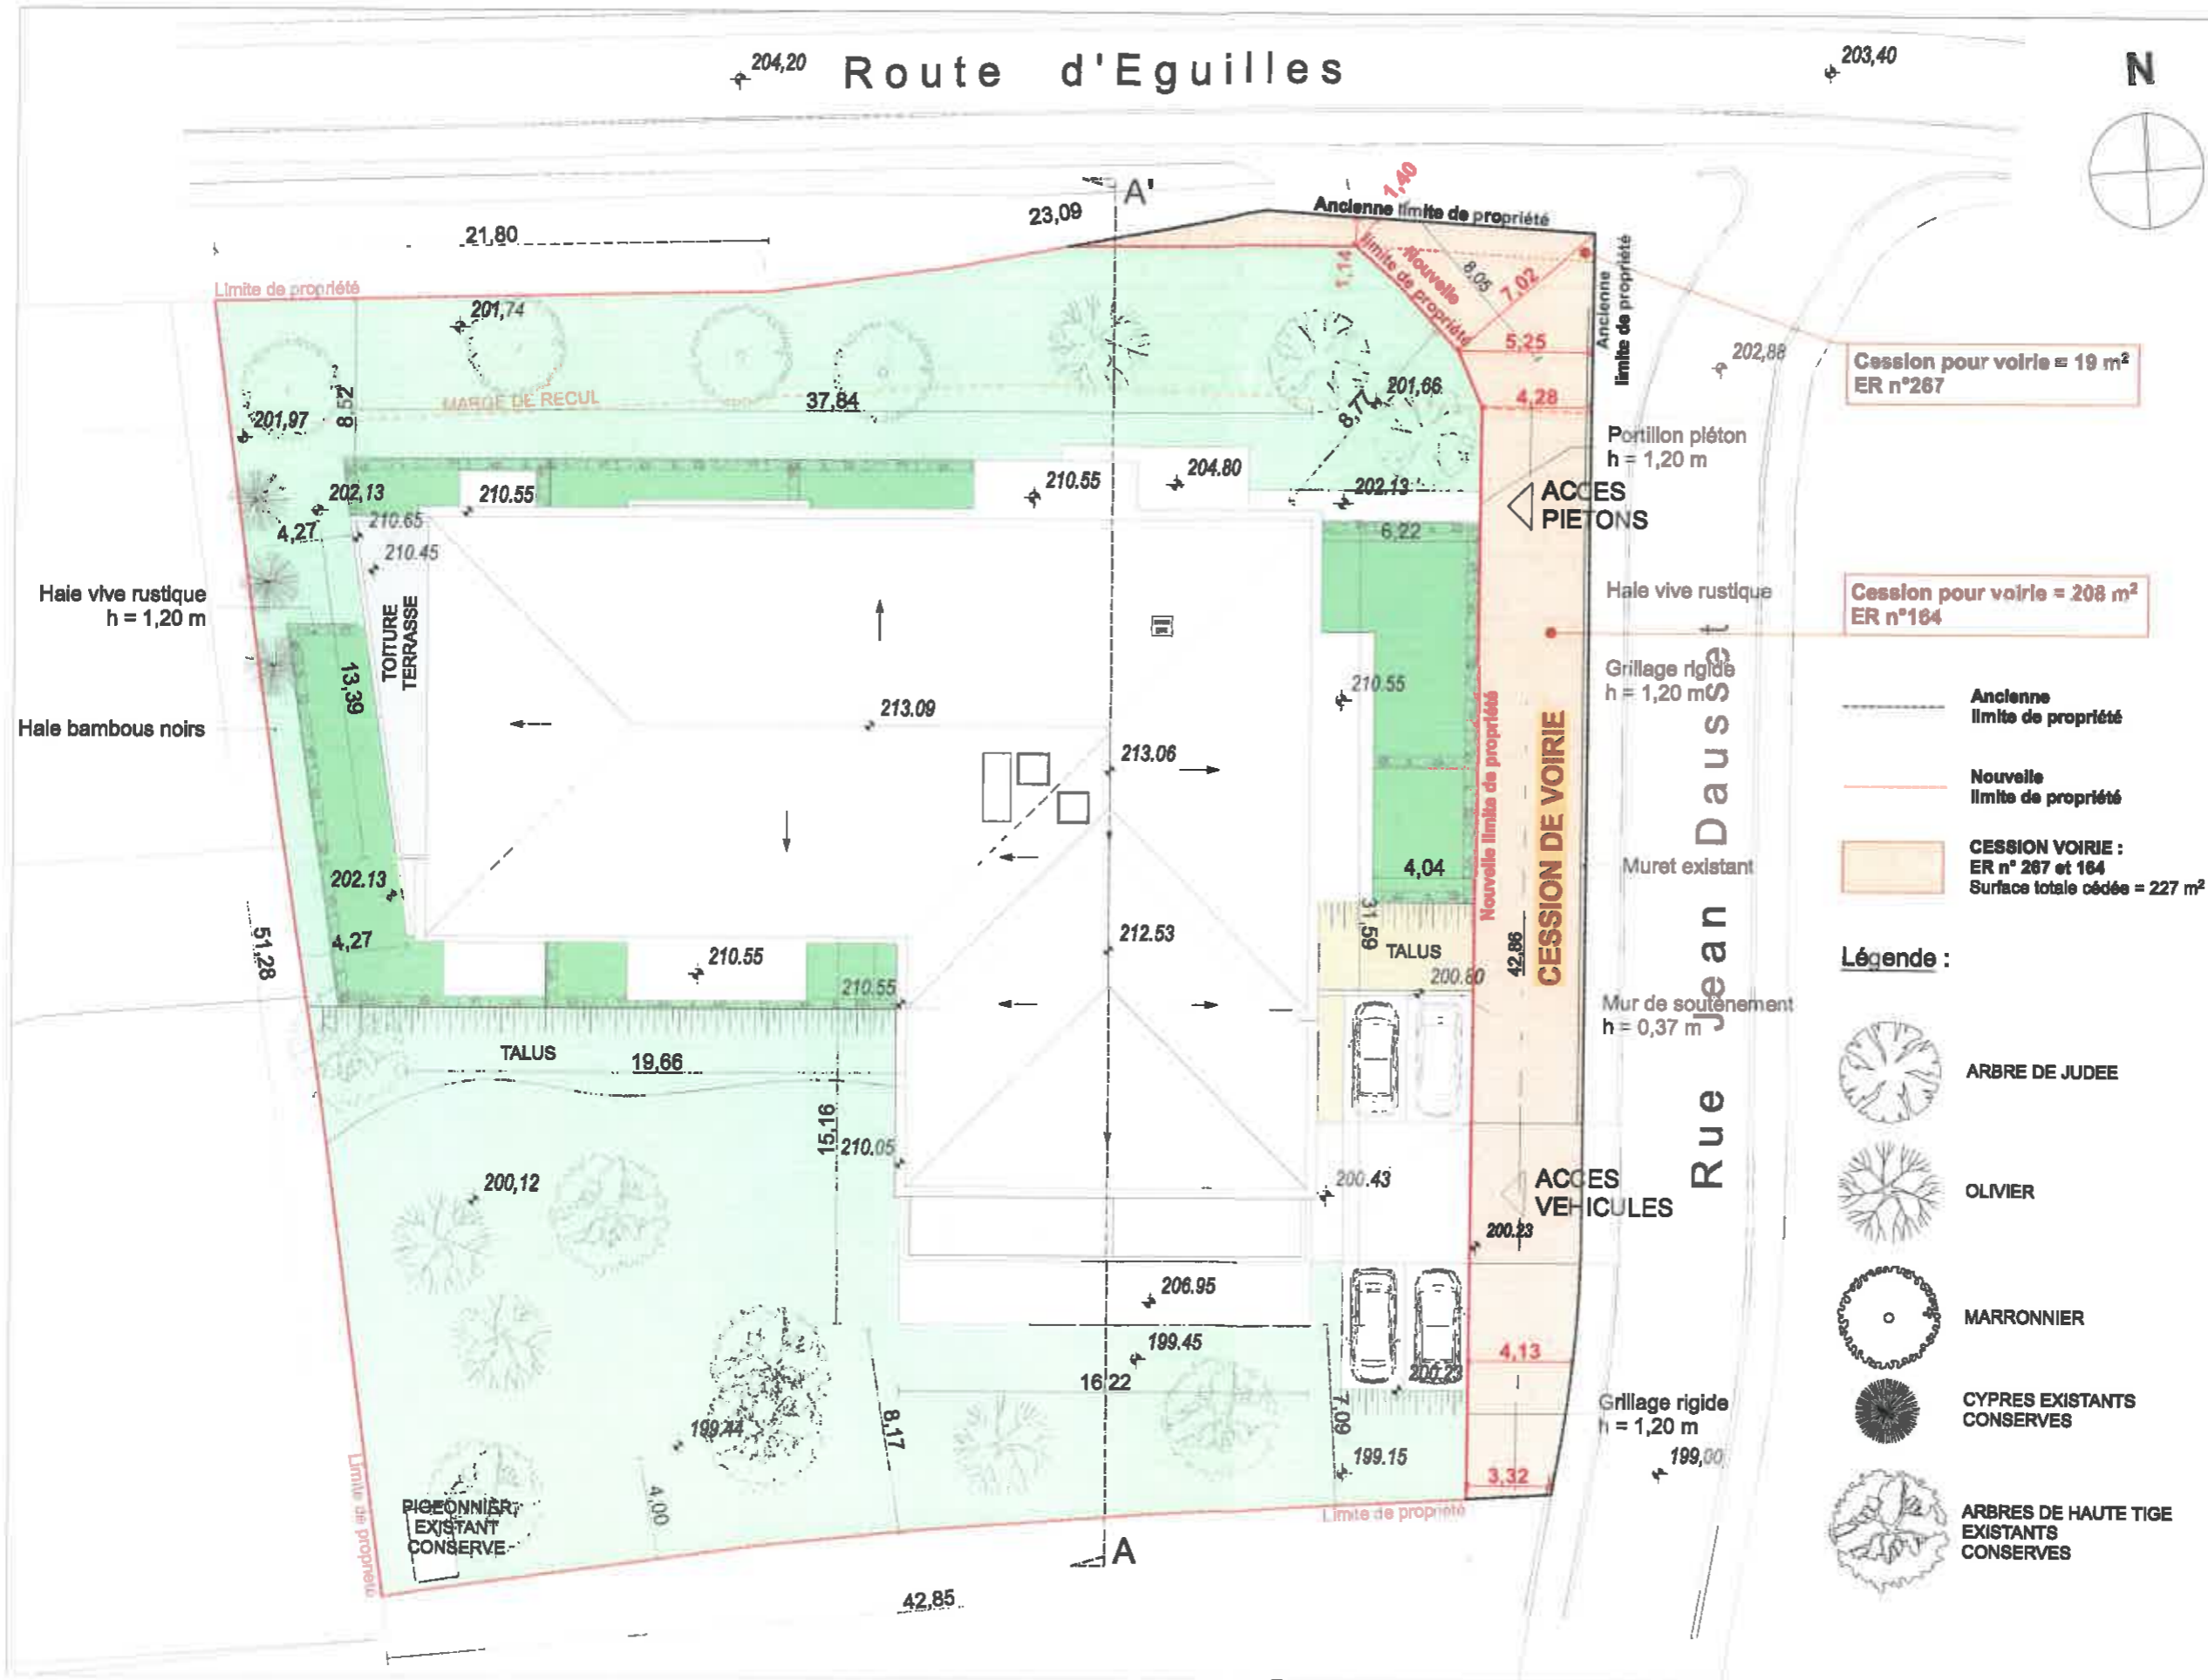 204,20
Route d'Eguilles
203,40
N
A'
1,40
23,09
Ancienne limite de propriété
21,80
Limite de propriété
Nouvelle
limite de propriété
1,14
8,05
7,02
5,25
4,28
Ancienne
limite de propriété
202,88
Cession pour voirie = 19 m²
ER n°267
201,74
8,52
MARGE DE RECUL
37,84
201,97
8,77
201,66
Portillon piéton
h = 1,20 m
202,13
210.55
210.55
204.80
202.13
ACCES
PIETONS
4,27
210.65
210.45
6,22
Haie vive rustique
h = 1,20 m
TOITURE
TERRASSE
Haie vive rustique
Cession pour voirie = 208 m²
ER n°164
13,39
Grillage rigide
h = 1,20 m
210.55
Haie bambous noirs
213.09
213.06
Nouvelle limite de propriété
CESSION DE VOIRIE
Rue Jean Dausset
Ancienne
limite de propriété
Nouvelle
limite de propriété
CESSION VOIRIE :
ER n° 267 et 164
Surface totale cédée = 227 m²
Muret existant
4,04
202.13
4,27
51,28
210.55
212.53
31,59
TALUS
200.80
42,86
Légende :
210.55
Mur de soutènement
h = 0,37 m
TALUS
19,66
15,16
ARBRE DE JUDEE
210.05
200,12
200.43
ACCES
VEHICULES
OLIVIER
200.23
206.95
199.45
MARRONNIER
16,22
4,13
200.23
8,17
7,09
Grillage rigide
h = 1,20 m
CYPRES EXISTANTS
CONSERVES
199.44
199.15
199,00
3,32
4,00
Limite de propriété
PIGEONNIER
EXISTANT
CONSERVE
Limite de propriété
ARBRES DE HAUTE TIGE
EXISTANTS
CONSERVES
A
42,85